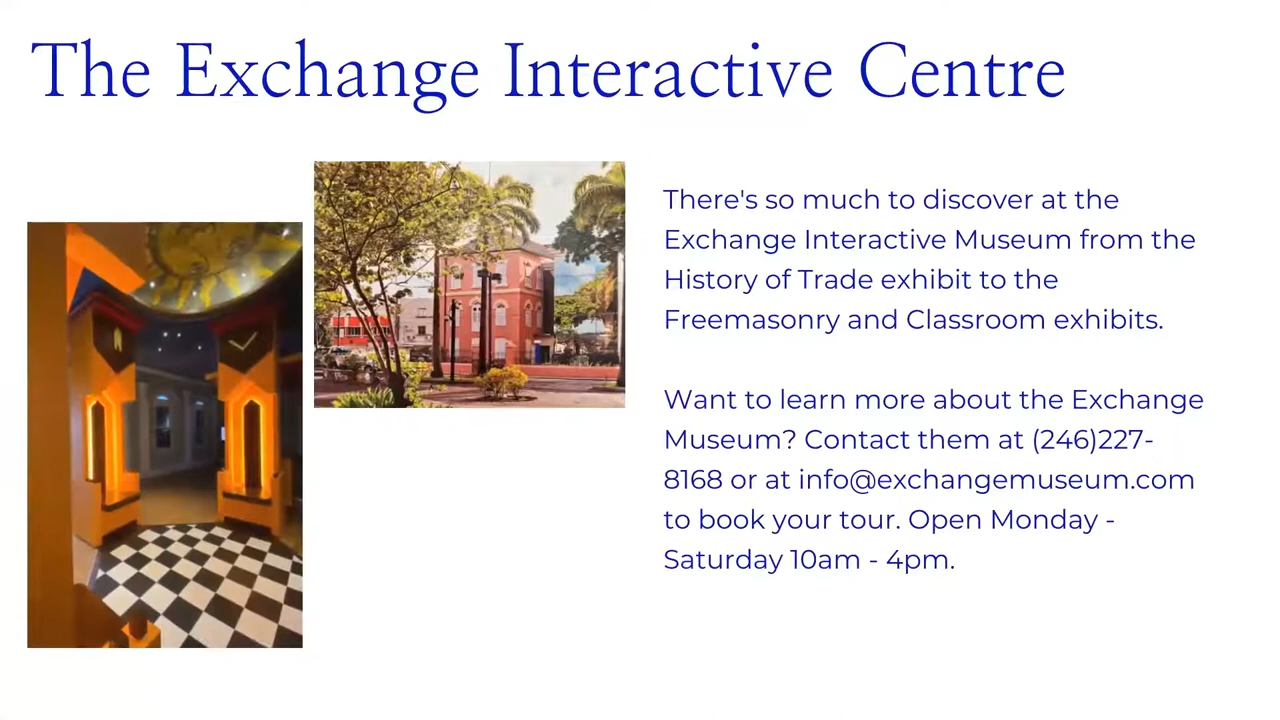 The Exchange Interactive Centre
There's so much to discover at the
Exchange Interactive Museum from the
History of Trade exhibit to the
Freemasonry and Classroom exhibits.
Want to learn more about the Exchange
Museum? Contact them at (246)227-
8168 or at info@exchangemuseum.com
to book your tour. Open Monday -
Saturday 10am - 4pm.